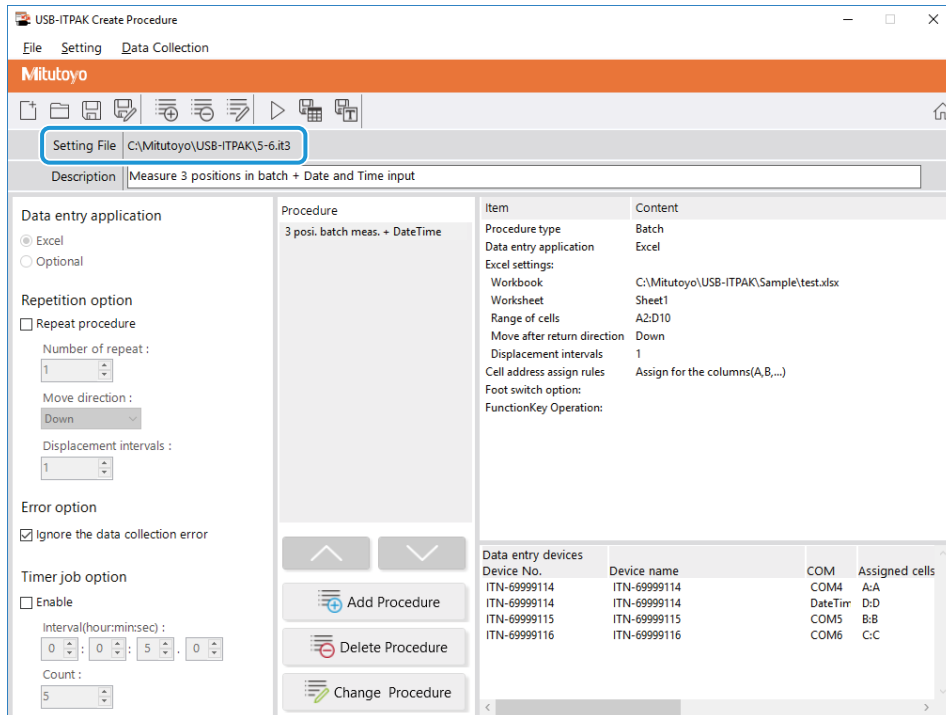 USB-ITPAK Create Procedure
File Setting Data Collection
Mitutoyo
Setting File C:\Mitutoyo\USB-ITPAK\5-6.it3
Description Measure 3 positions in batch + Date and Time input
Data entry application
Excel
Optional
Repetition option
Repeat procedure
Number of repeat :
1
Move direction :
Down
Displacement intervals :
1
Error option
Ignore the data collection error
Timer job option
Enable
Interval(hour:min:sec) :
0 : 0 : 5 . 0
Count :
5
Procedure
3 posi. batch meas. + DateTime
Add Procedure
Delete Procedure
Change Procedure
Item Content
Procedure type Batch
Data entry application Excel
Excel settings:
Workbook C:\Mitutoyo\USB-ITPAK\Sample\test.xlsx
Worksheet Sheet1
Range of cells A2:D10
Move after return direction Down
Displacement intervals 1
Cell address assign rules Assign for the columns(A,B,...)
Foot switch option:
FunctionKey Operation:
Data entry devices
Device No. Device name COM Assigned cells
ITN-69999114 ITN-69999114 COM4 A:A
ITN-69999114 ITN-69999114 DateTim D:D
ITN-69999115 ITN-69999115 COM5 B:B
ITN-69999116 ITN-69999116 COM6 C:C